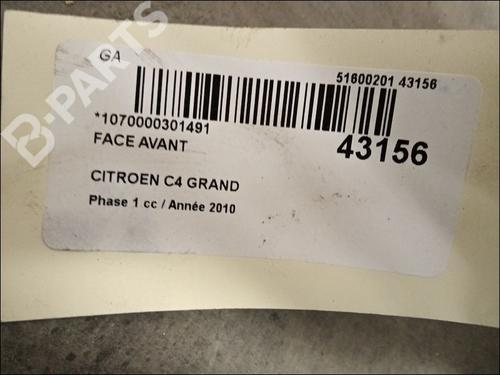 GA
51600201 43156
*1070000301491
43156
FACE AVANT
CITROEN C4 GRAND
Phase 1 cc / Année 2010
B-PARTS